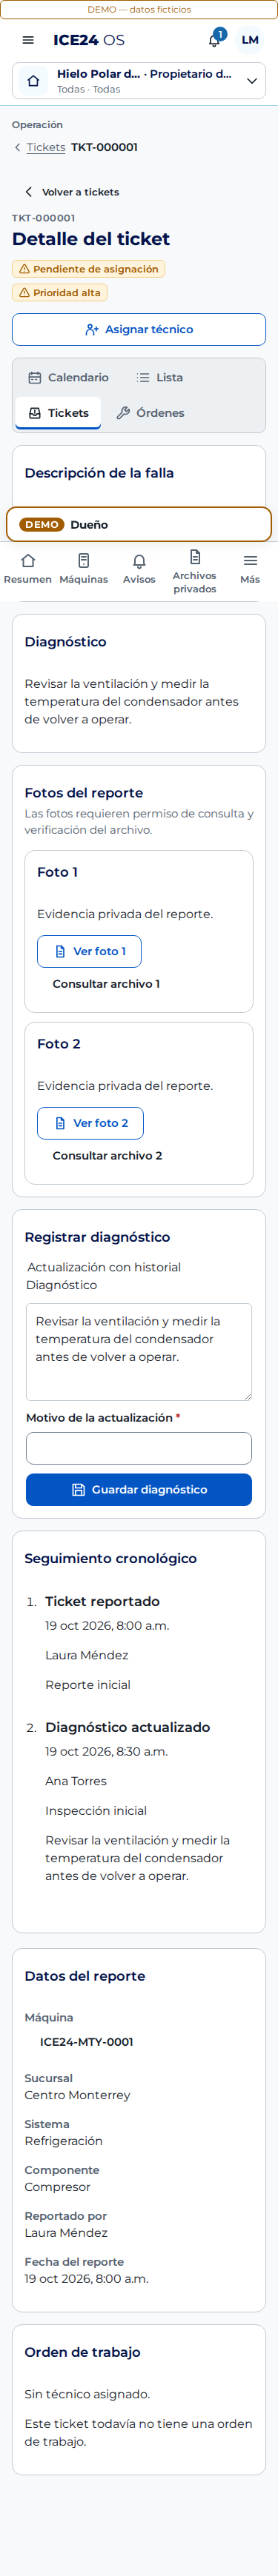 DEMO — datos ficticios
ICE24 OS
1
LM
Hielo Polar d... · Propietario d...
Todas · Todas
Operación
Tickets TKT-000001
Volver a tickets
TKT-000001
Detalle del ticket
Pendiente de asignación
Prioridad alta
Asignar técnico
Calendario
Lista
Tickets
Órdenes
Descripción de la falla
DEMO Dueño
Resumen
Máquinas
Avisos
Archivos privados
Más
Diagnóstico
Revisar la ventilación y medir la
temperatura del condensador antes
de volver a operar.
Fotos del reporte
Las fotos requieren permiso de consulta y
verificación del archivo.
Foto 1
Evidencia privada del reporte.
Ver foto 1
Consultar archivo 1
Foto 2
Evidencia privada del reporte.
Ver foto 2
Consultar archivo 2
Registrar diagnóstico
Actualización con historial
Diagnóstico
Revisar la ventilación y medir la
temperatura del condensador
antes de volver a operar.
Motivo de la actualización *
Guardar diagnóstico
Seguimiento cronológico
1. Ticket reportado
19 oct 2026, 8:00 a.m.
Laura Méndez
Reporte inicial
2. Diagnóstico actualizado
19 oct 2026, 8:30 a.m.
Ana Torres
Inspección inicial
Revisar la ventilación y medir la
temperatura del condensador
antes de volver a operar.
Datos del reporte
Máquina
ICE24-MTY-0001
Sucursal
Centro Monterrey
Sistema
Refrigeración
Componente
Compresor
Reportado por
Laura Méndez
Fecha del reporte
19 oct 2026, 8:00 a.m.
Orden de trabajo
Sin técnico asignado.
Este ticket todavía no tiene una orden
de trabajo.